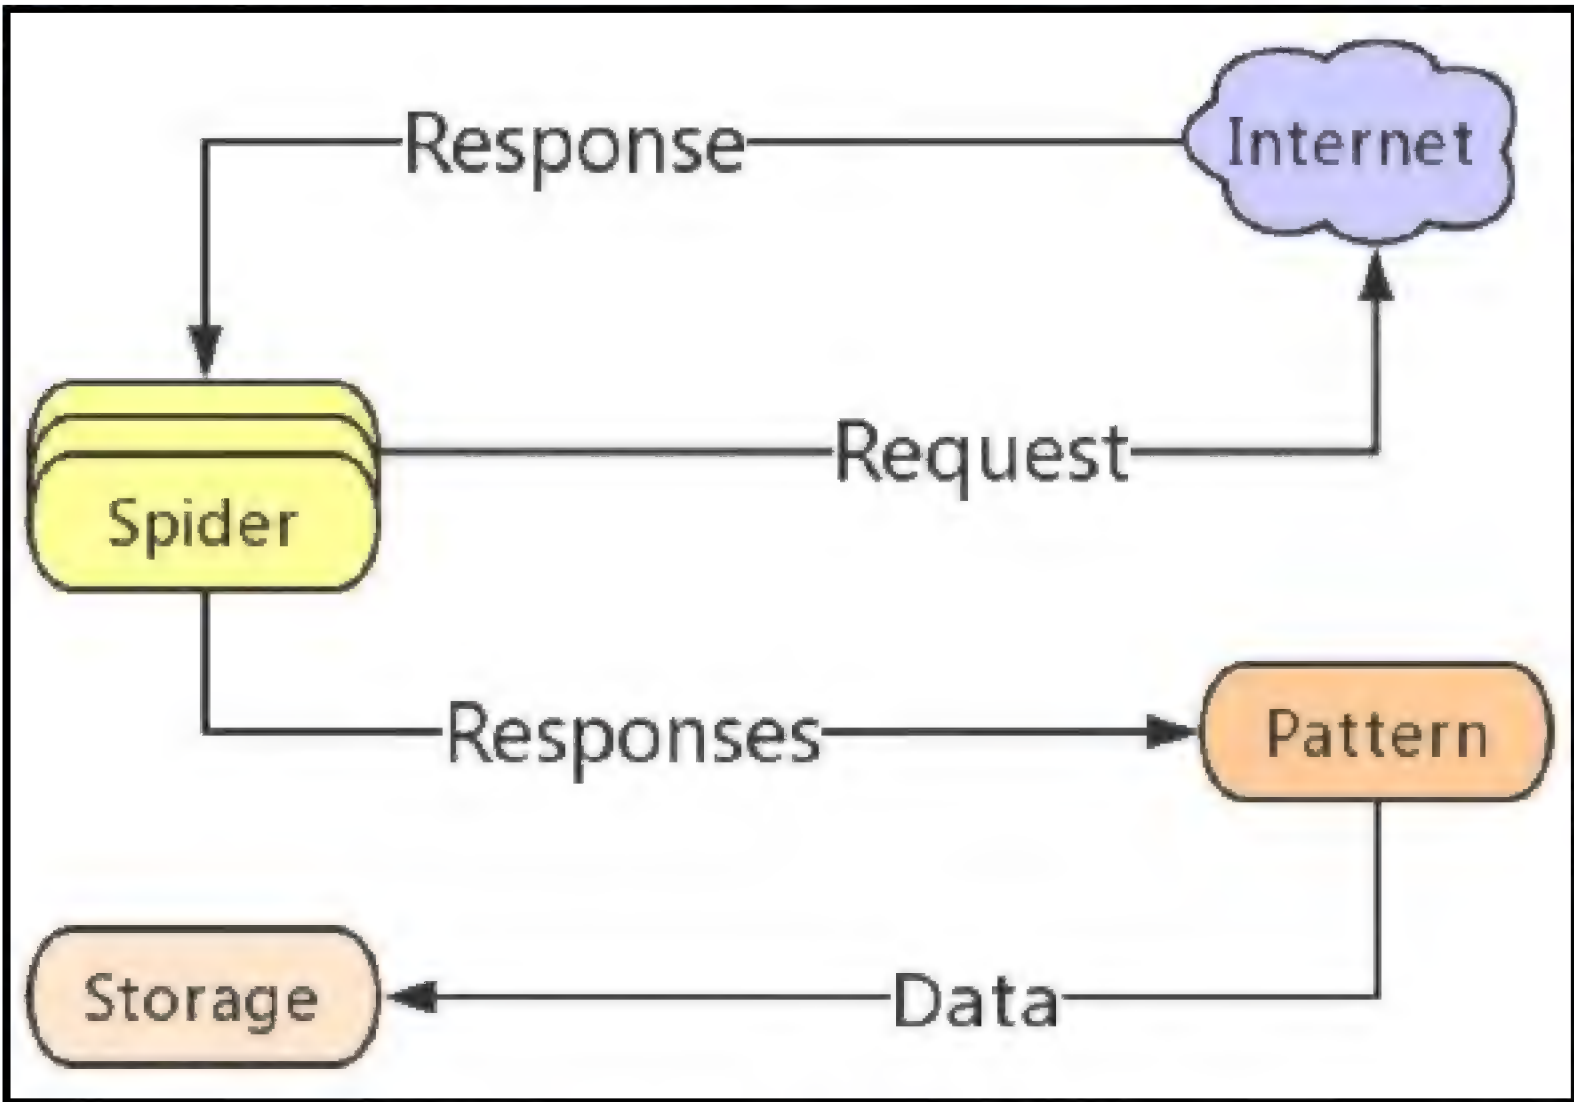 Response
Internet
Request
Spider
Responses
Pattern
Storage
Data